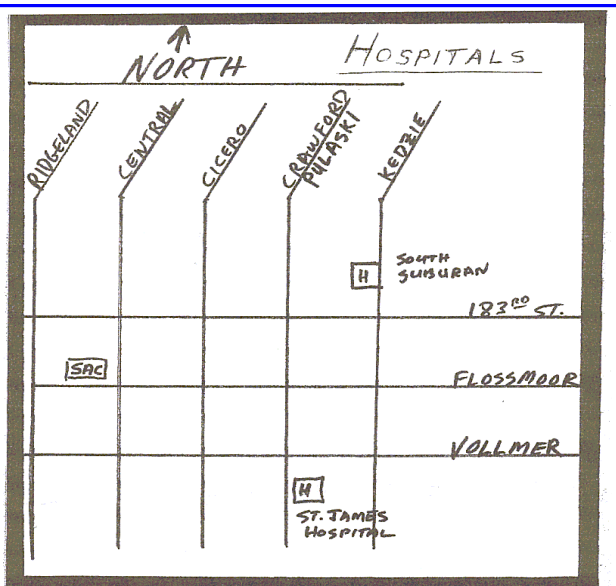 NORTH
HOSPITALS
RIDGELAND
CENTRAL
CICERO
CRAWFORD
PULASKI
KEDZIE
H
SOUTH
SUBURAN
183RD ST.
SAC
FLOSSMOOR
VOLLMER
H
ST. JAMES
HOSPITAL